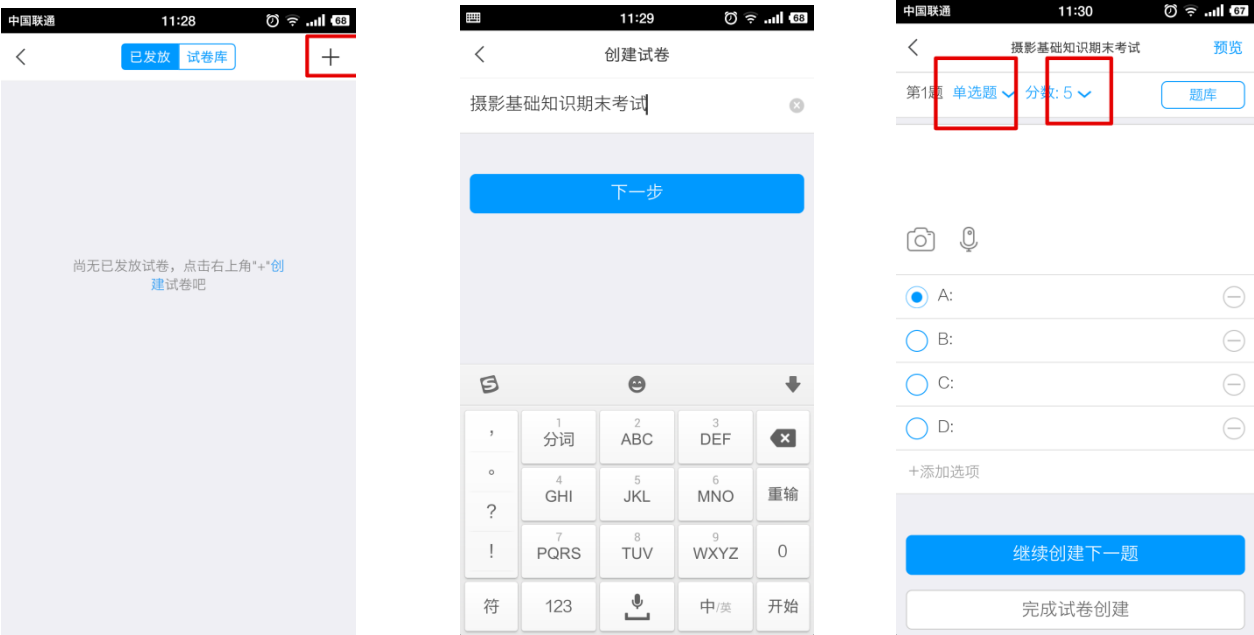 中国联通 11:28 68
已发放 试卷库
尚无已发放试卷，点击右上角"+"创
建试卷吧
中国联通 11:29 68
创建试卷
摄影基础知识期末考试
下一步
, 1 分词 2 ABC 3 DEF
。 4 GHI 5 JKL 6 MNO 重输
?
! 7 PQRS 8 TUV 9 WXYZ 0
符 123 中/英 开始
中国联通 11:30 67
摄影基础知识期末考试 预览
第1题 单选题 分数: 5 题库
A:
B:
C:
D:
+添加选项
继续创建下一题
完成试卷创建